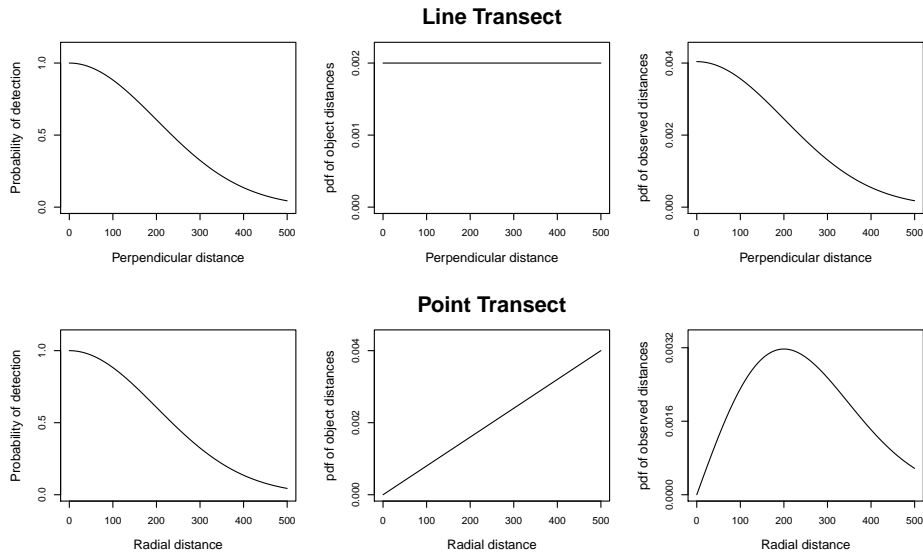 Line Transect
Probability of detection
0.0 0.5 1.0
0 100 200 300 400 500
Perpendicular distance
pdf of object distances
0.000 0.001 0.002
0 100 200 300 400 500
Perpendicular distance
pdf of observed distances
0.000 0.002 0.004
0 100 200 300 400 500
Perpendicular distance
Point Transect
Probability of detection
0.0 0.5 1.0
0 100 200 300 400 500
Radial distance
pdf of object distances
0.000 0.002 0.004
0 100 200 300 400 500
Radial distance
pdf of observed distances
0.0000 0.0016 0.0032
0 100 200 300 400 500
Radial distance